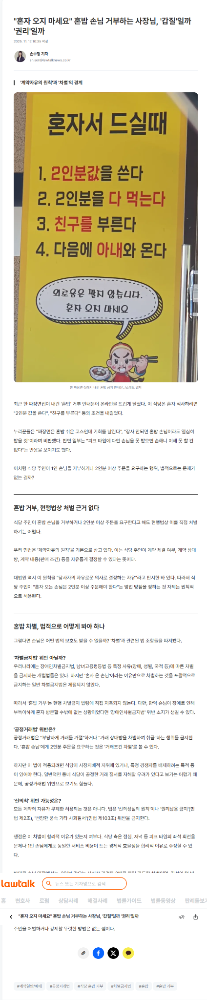 "혼자 오지 마세요" 혼밥 손님 거부하는 사장님, '갑질'일까
'권리'일까
2025. 11. 12 10:35 작성
손수형 기자
sh.son@lawtalknews.co.kr
'계약자유의 원칙'과 '차별'의 경계
혼자서 드실때
1. 2인분값을 쓴다
2. 2인분을 다 먹는다
3. 친구를 부른다
4. 다음에 아내와 온다
외로움은 팔지 않습니다.
혼자 오지 마세요
한 짜장면 집에서 내건 혼밥 금지 안내문. /스레드 캡처
최근 한 짜장면집이 내건 '혼밥' 거부 안내문이 온라인을 뜨겁게 달궜다. 이 식당은 혼자 식사하려면
"2인분 값을 쓴다", "친구를 부른다" 등의 조건을 내걸었다.
누리꾼들은 "짜장면은 혼밥 쉬운 코스인데 기회를 날린다", "장사 안되면 혼밥 손님이라도 열심히
받을 것"이라며 비판했다. 반면 일부는 "피크 타임에 다인 손님을 못 받으면 손해니 이해 못 할 건
없다"는 반응을 보이기도 했다.
이처럼 식당 주인이 1인 손님을 거부하거나 2인분 이상 주문을 요구하는 행위, 법적으로는 문제가
없는 걸까?
혼밥 거부, 현행법상 처벌 근거 없다
식당 주인이 혼밥 손님을 거부하거나 2인분 이상 주문을 요구한다고 해도 현행법상 이를 직접 처벌
하기는 어렵다.
우리 민법은 '계약자유의 원칙'을 기본으로 삼고 있다. 이는 식당 주인이 계약 체결 여부, 계약 상대
방, 계약 내용(판매 조건) 등을 자유롭게 결정할 수 있다는 뜻이다.
대법원 역시 이 원칙을 "당사자의 자유로운 의사로 결정하는 자유"라고 판시한 바 있다. 따라서 식
당 주인이 "혼자 오는 손님은 2인분 이상 주문해야 한다"는 영업 방침을 정하는 것 자체는 원칙적
으로 허용된다.
혼밥 차별, 법적으로 어떻게 봐야 하나
그렇다면 손님은 어떤 법의 보호도 받을 수 없을까? '차별'과 관련된 법 조항들을 따져봤다.
'차별금지법' 위반 아닐까?
우리나라에는 장애인차별금지법, 남녀고용평등법 등 특정 사유(장애, 성별, 국적 등)에 따른 차별
을 금지하는 개별법들은 있다. 하지만 '혼자 온 손님'이라는 이유만으로 차별하는 것을 포괄적으로
금지하는 일반 차별금지법은 제정되지 않았다.
따라서 '혼밥 거부'는 현행 차별금지 법령에 직접 저촉되지 않는다. 다만, 만약 손님이 장애로 인해
부득이하게 혼자 방문할 수밖에 없는 상황이었다면 '장애인차별금지법' 위반 소지가 생길 수 있다.
'공정거래법' 위반은?
공정거래법은 "부당하게 거래를 거절"하거나 "거래 상대방을 차별하여 취급"하는 행위를 금지한
다. '혼밥 손님'에게 2인분 주문을 요구하는 것은 '거래조건 차별'로 볼 수 있다.
하지만 이 법이 적용되려면 식당이 시장지배적 지위에 있거나, 특정 경쟁자를 배제하려는 목적 등
이 있어야 한다. 일반적인 동네 식당이 공정한 거래 질서를 저해할 우려가 있다고 보기는 어렵기 때
문에, 공정거래법 위반으로 보기도 힘들다.
'신의칙' 위반 가능성은?
모든 계약의 자유가 무제한 허용되는 것은 아니다. 법은 '신의성실의 원칙'이나 '권리남용 금지'(민
법 제2조), '선량한 풍속 기타 사회질서'(민법 제103조) 위반을 금지한다.
쟁점은 이 차별이 합리적 이유가 있는지 여부다. 식당 측은 점심, 저녁 등 피크 타임의 좌석 회전율
문제나 1인 손님에게도 동일한 서비스 비용이 드는 경제적 효율성을 합리적 이유로 주장할 수 있
다.
lawtalk
뉴스 또는 기자명으로 검색
홈 변호사 로펌 상담사례 해결사례 법률가이드 법률동영상 판례돋보기
"혼자 오지 마세요" 혼밥 손님 거부하는 사장님, '갑질'일까 '권리'일까
가가
주인을 처벌하거나 강제할 뚜렷한 방법은 없는 셈이다.
#계약일반/매매 #공정거래법 #식당 혼밥 거부 #차별금지법 #혼밥 #혼밥 거부